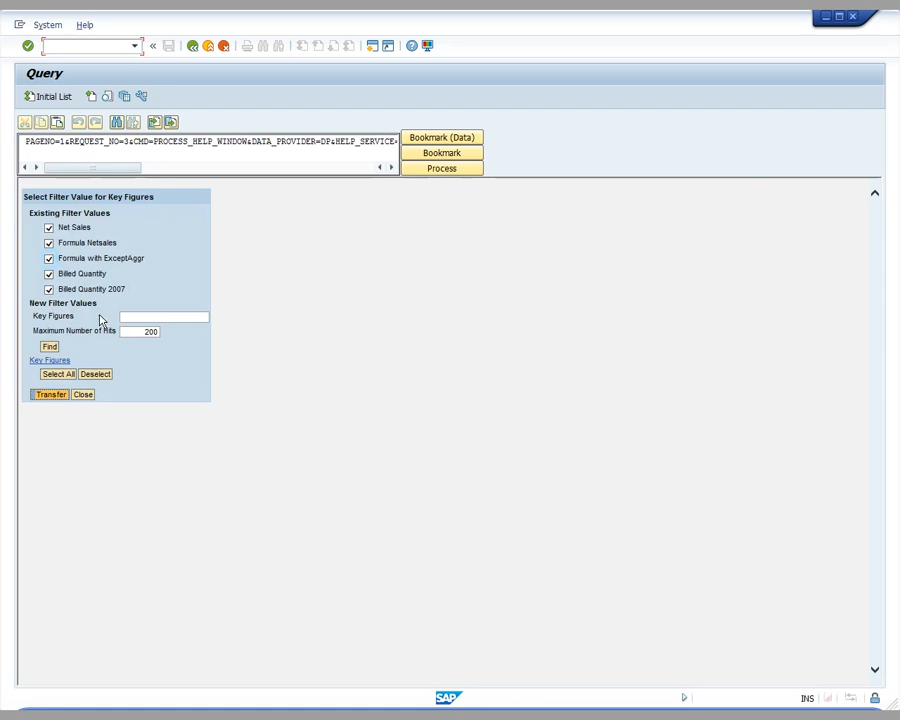 System Help
Query
Initial List
PAGENO=1&REQUEST_NO=3&CMD=PROCESS_HELP_WINDOW&DATA_PROVIDER=DP&HELP_SERVICE=
Bookmark (Data)
Bookmark
Process
Select Filter Value for Key Figures
Existing Filter Values
Net Sales
Formula Netsales
Formula with ExceptAggr
Billed Quantity
Billed Quantity 2007
New Filter Values
Key Figures
Maximum Number of Hits 200
Find
Key Figures
Select All Deselect
Transfer Close
SAP
INS